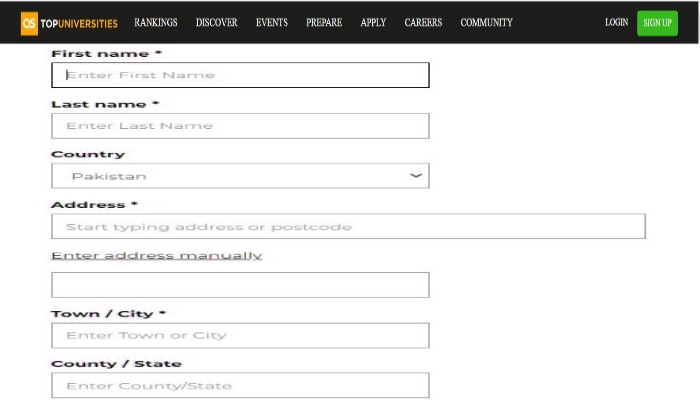 QS TOPUNIVERSITIES RANKINGS DISCOVER EVENTS PREPARE APPLY CAREERS COMMUNITY LOGIN SIGN UP
First name *
Enter First Name
Last name *
Enter Last Name
Country
Pakistan
Address *
Start typing address or postcode
Enter address manually
Town / City *
Enter Town or City
County / State
Enter County/State